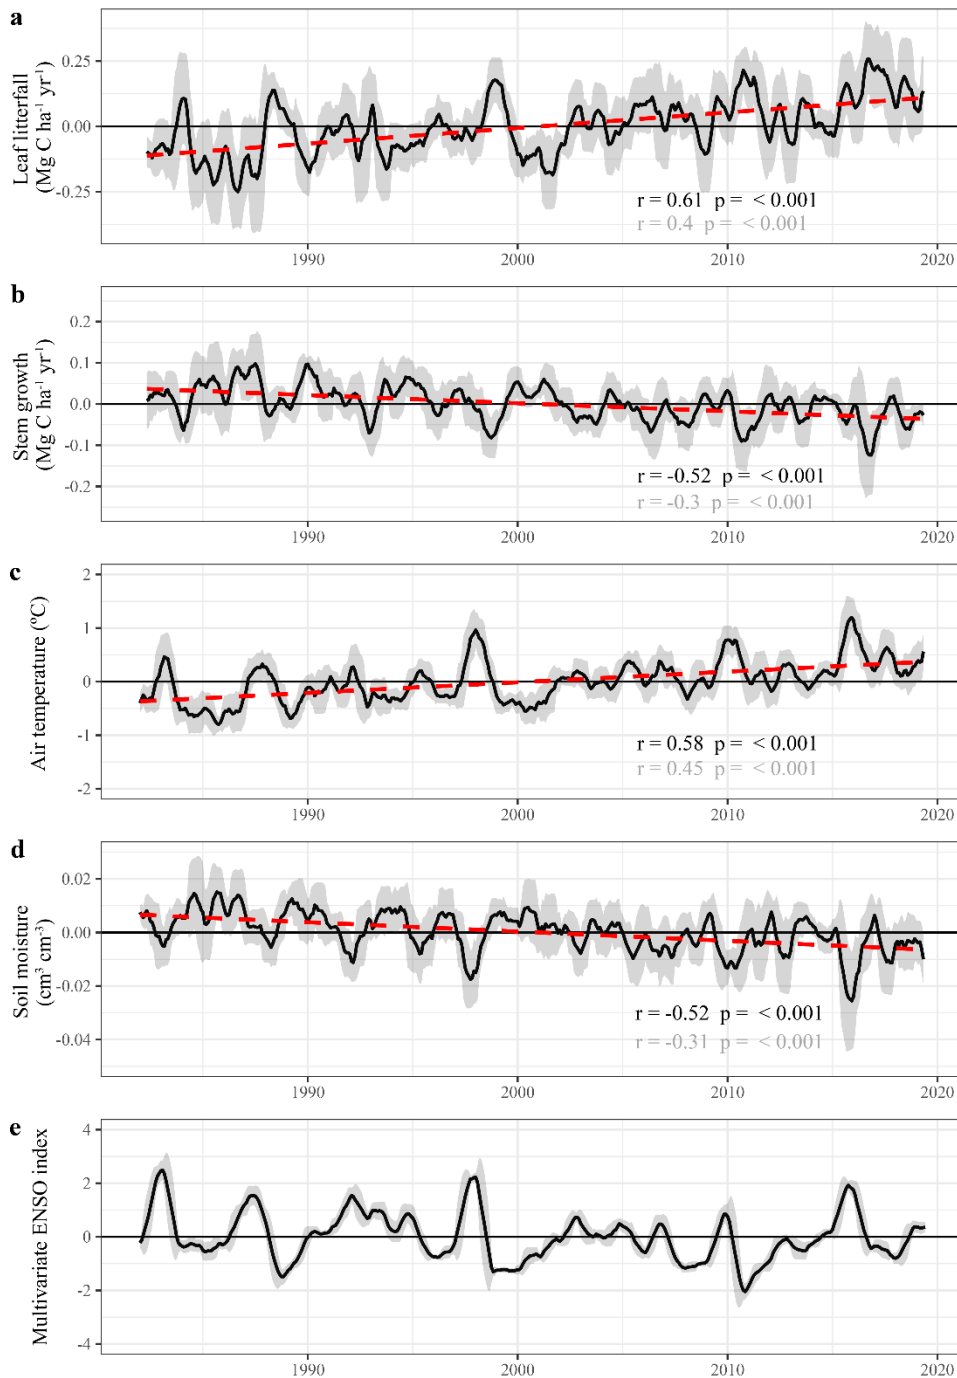 a
Leaf litterfall
(Mg C ha⁻¹ yr⁻¹)
0.25
0.00
-0.25
r = 0.61 p = < 0.001
r = 0.4 p = < 0.001
1990
2000
2010
2020
b
Stem growth
(Mg C ha⁻¹ yr⁻¹)
0.2
0.1
0.0
-0.1
-0.2
r = -0.52 p = < 0.001
r = -0.3 p = < 0.001
1990
2000
2010
2020
c
Air temperature (ºC)
2
1
0
-1
-2
r = 0.58 p = < 0.001
r = 0.45 p = < 0.001
1990
2000
2010
2020
d
Soil moisture
(cm³ cm⁻³)
0.02
0.00
-0.02
-0.04
r = -0.52 p = < 0.001
r = -0.31 p = < 0.001
1990
2000
2010
2020
e
Multivariate ENSO index
4
2
0
-2
-4
1990
2000
2010
2020